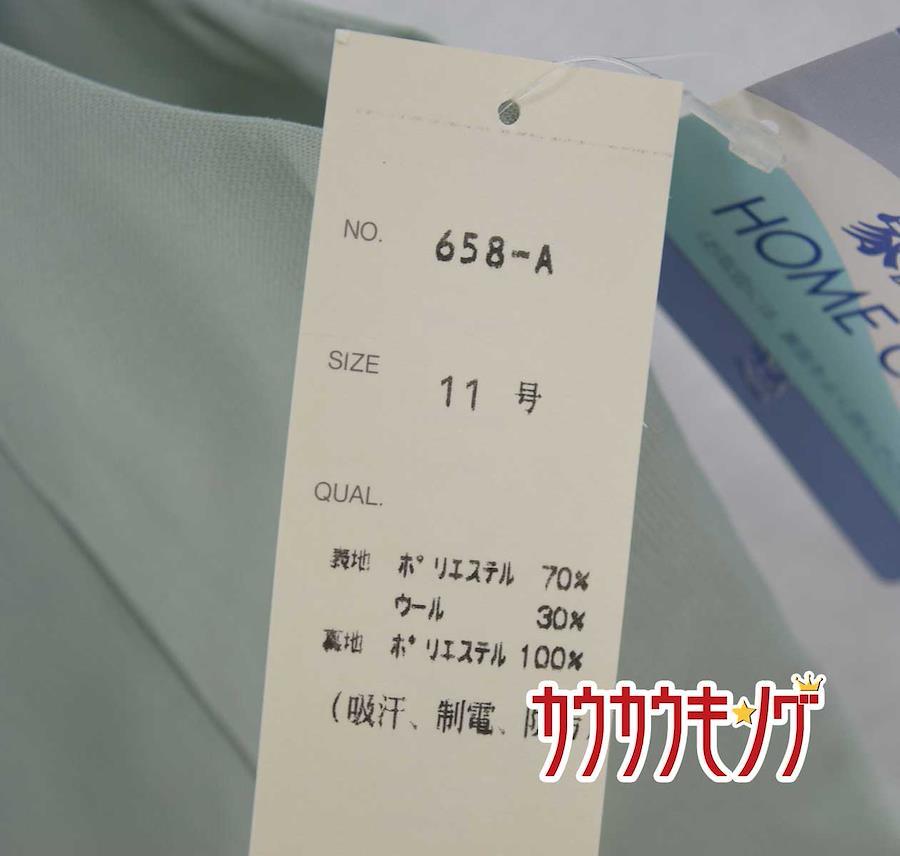 NO. 658-A
SIZE 11 号
QUAL.
表地 ポリエステル 70%
ウール 30%
裏地 ポリエステル 100%
(吸汗、制電、防
カウカウキング
HOME
家